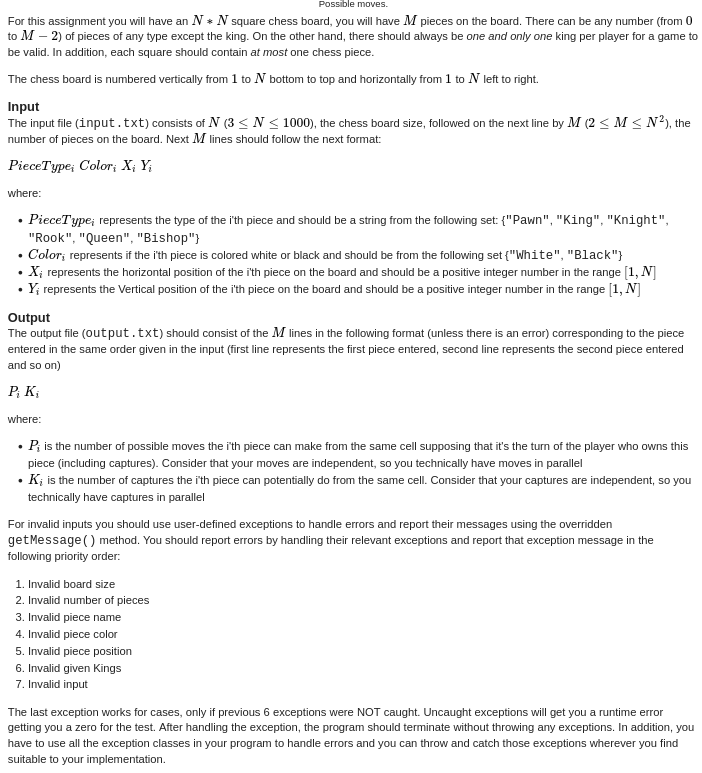 Possible moves.
For this assignment you will have an N * N square chess board, you will have M pieces on the board. There can be any number (from 0
to M − 2) of pieces of any type except the king. On the other hand, there should always be one and only one king per player for a game to
be valid. In addition, each square should contain at most one chess piece.
The chess board is numbered vertically from 1 to N bottom to top and horizontally from 1 to N left to right.
Input
The input file (input.txt) consists of N (3 ≤ N ≤ 1000), the chess board size, followed on the next line by M (2 ≤ M ≤ N²), the
number of pieces on the board. Next M lines should follow the next format:
PieceTypeᵢ Colorᵢ Xᵢ Yᵢ
where:
• PieceTypeᵢ represents the type of the i'th piece and should be a string from the following set: {"Pawn", "King", "Knight",
"Rook", "Queen", "Bishop"}
• Colorᵢ represents if the i'th piece is colored white or black and should be from the following set {"White", "Black"}
• Xᵢ represents the horizontal position of the i'th piece on the board and should be a positive integer number in the range [1, N]
• Yᵢ represents the Vertical position of the i'th piece on the board and should be a positive integer number in the range [1, N]
Output
The output file (output.txt) should consist of the M lines in the following format (unless there is an error) corresponding to the piece
entered in the same order given in the input (first line represents the first piece entered, second line represents the second piece entered
and so on)
Pᵢ Kᵢ
where:
• Pᵢ is the number of possible moves the i'th piece can make from the same cell supposing that it's the turn of the player who owns this
piece (including captures). Consider that your moves are independent, so you technically have moves in parallel
• Kᵢ is the number of captures the i'th piece can potentially do from the same cell. Consider that your captures are independent, so you
technically have captures in parallel
For invalid inputs you should use user-defined exceptions to handle errors and report their messages using the overridden
getMessage() method. You should report errors by handling their relevant exceptions and report that exception message in the
following priority order:
1. Invalid board size
2. Invalid number of pieces
3. Invalid piece name
4. Invalid piece color
5. Invalid piece position
6. Invalid given Kings
7. Invalid input
The last exception works for cases, only if previous 6 exceptions were NOT caught. Uncaught exceptions will get you a runtime error
getting you a zero for the test. After handling the exception, the program should terminate without throwing any exceptions. In addition, you
have to use all the exception classes in your program to handle errors and you can throw and catch those exceptions wherever you find
suitable to your implementation.